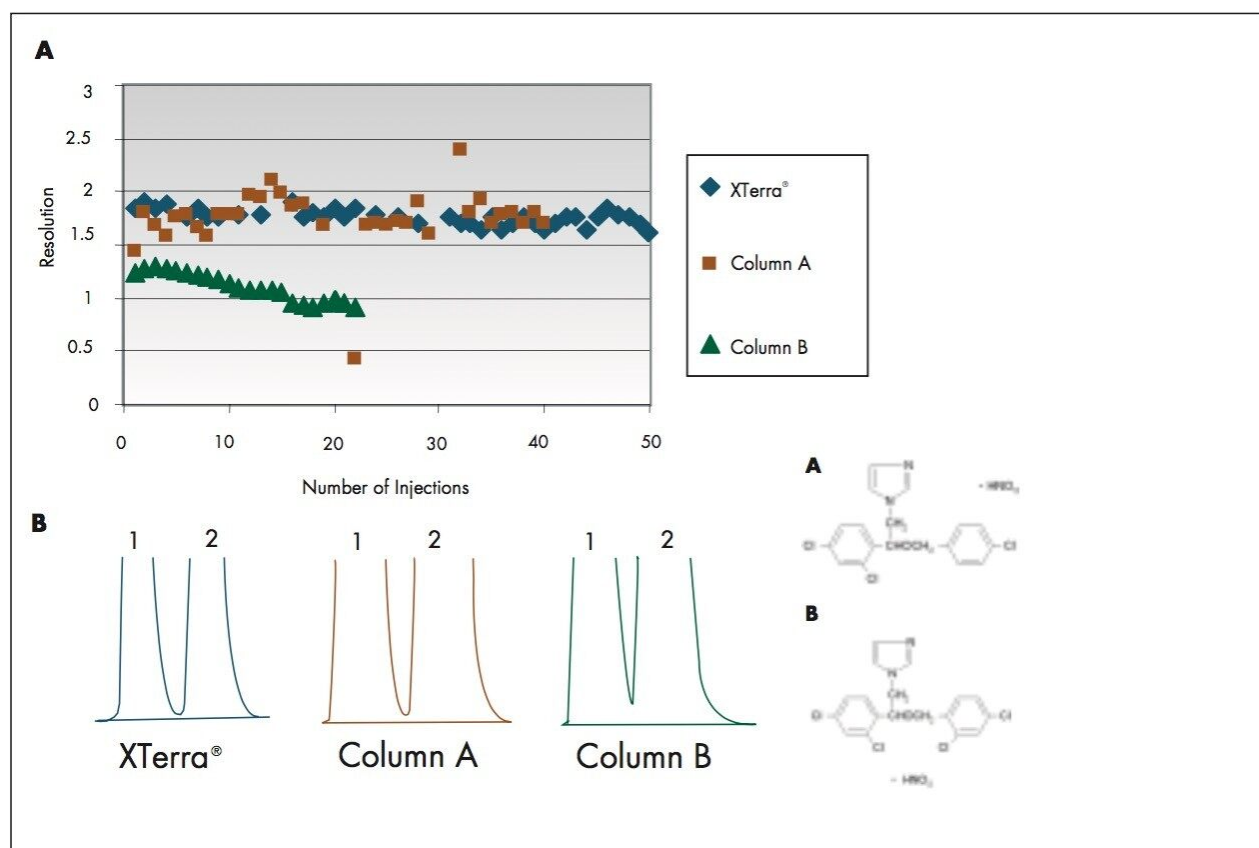 A
3
2.5
2
1.5
1
0.5
0
Resolution
0 10 20 30 40 50
Number of Injections
XTerra®
Column A
Column B
B
1 2
1 2
1 2
XTerra®
Column A
Column B
A
N
N
CH₂
CHOCH₂
Cl
Cl
Cl
B
N
N
CH₂
CHOCH₂
Cl
Cl
Cl
Cl